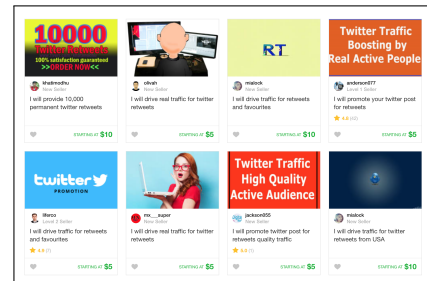 10000
Twitter Retweets
100% satisfaction guaranteed
>>ORDER NOW<<
khatimodhu
New Seller
I will provide 10,000
permanent twitter retweets
STARTING AT $10
olivah
New Seller
I will drive real traffic for twitter
retweets
STARTING AT $5
RT
mialock
New Seller
I will drive traffic for retweets
and favourites
STARTING AT $10
Twitter Traffic
Boosting by
Real Active People
anderson077
Level 1 Seller
I will promote your twitter post
for retweets
STARTING AT $5
twitter
PROMOTION
liferco
Level 2 Seller
I will drive traffic for retweets
and favourites
STARTING AT $5
mx__super
New Seller
I will drive real traffic for twitter
retweets
STARTING AT $5
Twitter Traffic
High Quality
Active Audience
jackson055
New Seller
I will promote twitter post for
retweets quality traffic
STARTING AT $5
mialock
New Seller
I will drive traffic for twitter
retweets from USA
STARTING AT $10